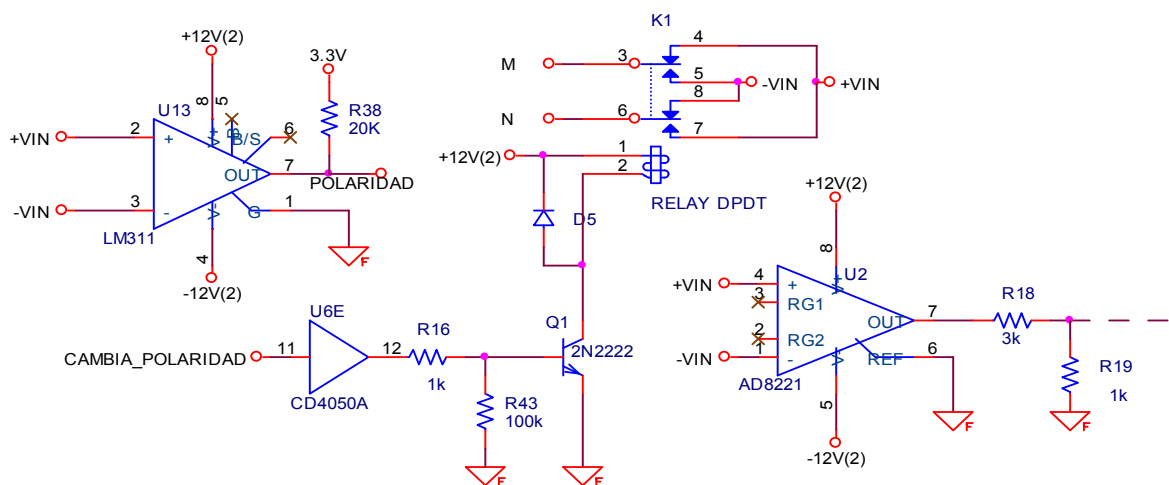 K1
+12V(2)
3.3V
M
3
4
5
8
-VIN
+VIN
N
6
7
U13
8
5
+VIN
2
+
V+
B
B/S
6
R38
20K
OUT
7
POLARIDAD
-VIN
3
-
V-
G
1
LM311
4
-12V(2)
F
+12V(2)
1
2
D5
RELAY DPDT
+12V(2)
8
U2
+VIN
4
+
V+
3
RG1
OUT
7
R18
3k
2
RG2
-VIN
1
-
V-
REF
6
AD8221
R19
1k
5
-12V(2)
F
F
U6E
CAMBIA_POLARIDAD
11
12
CD4050A
R16
1k
Q1
2N2222
R43
100k
F
F